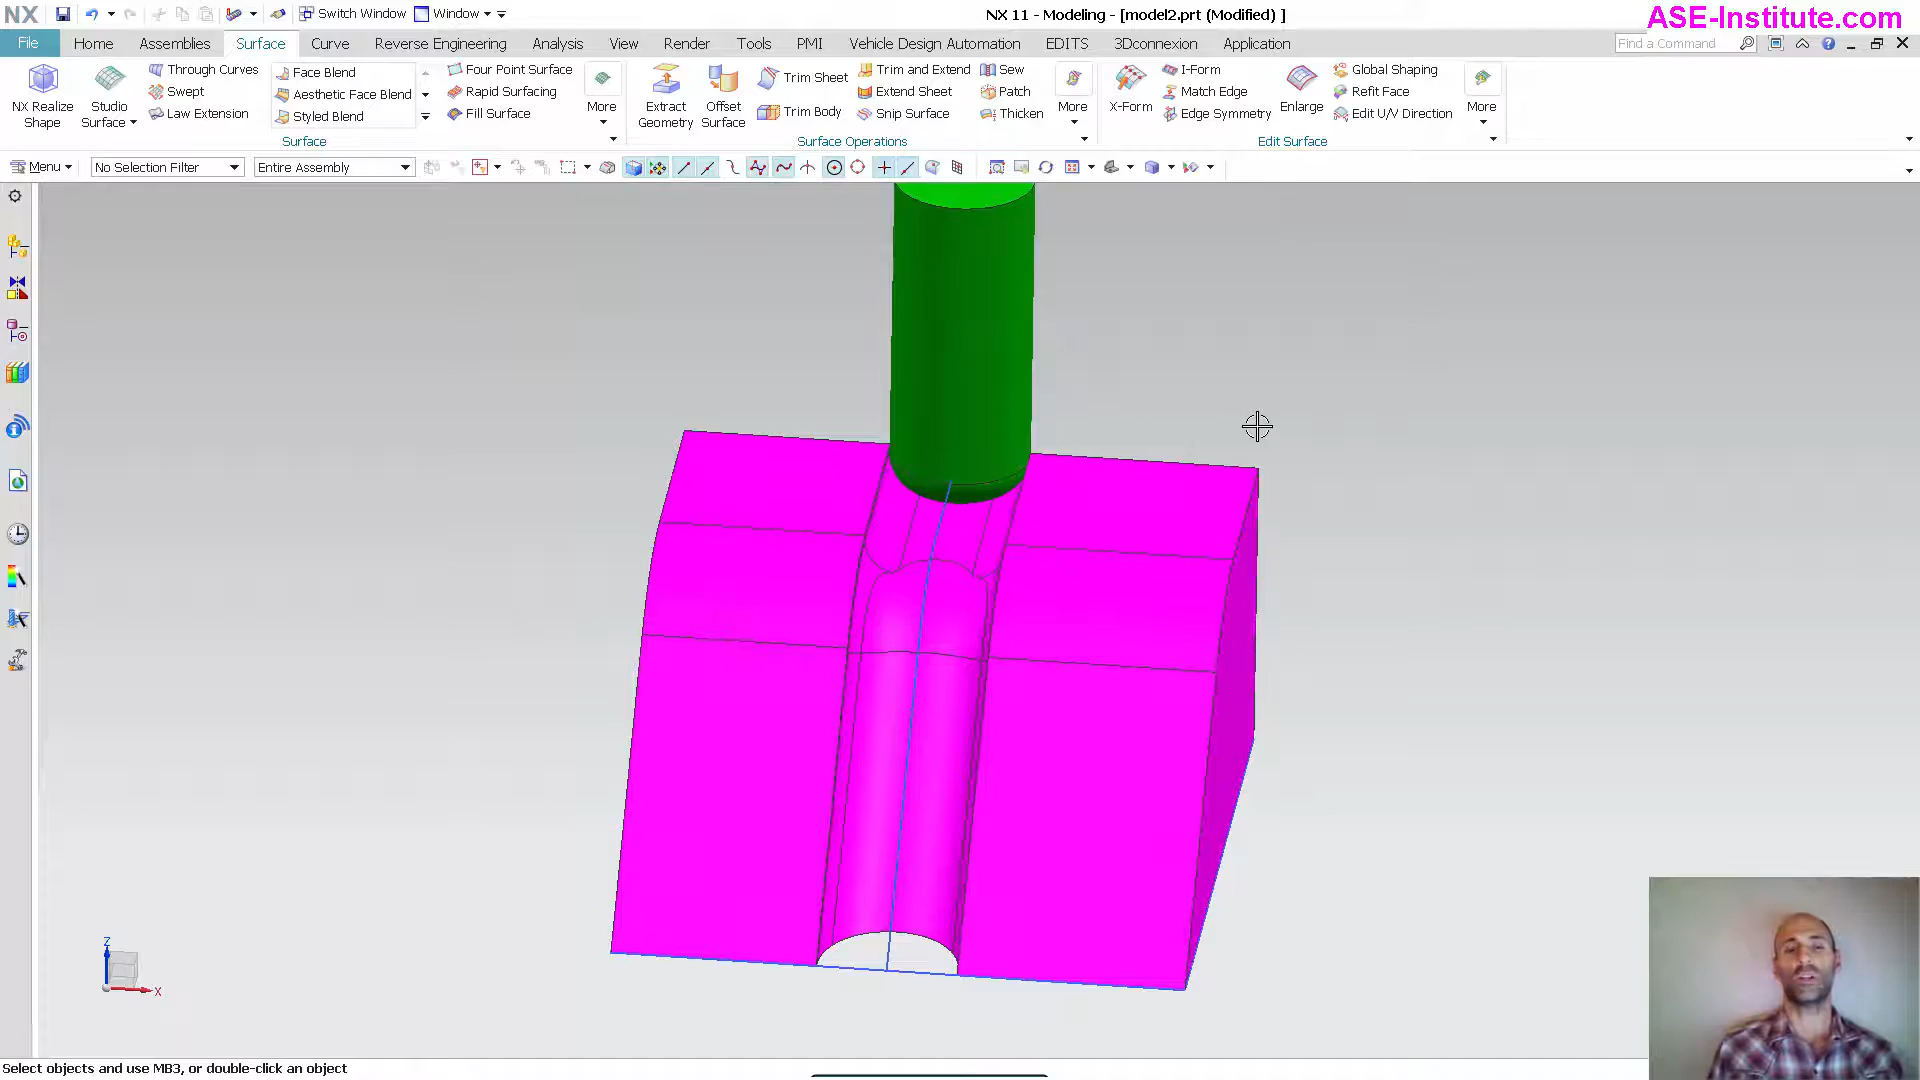 NX Switch Window Window NX 11 - Modeling - [model2.prt (Modified) ] ASE-Institute.com
File Home Assemblies Surface Curve Reverse Engineering Analysis View Render Tools PMI Vehicle Design Automation EDITS 3Dconnexion Application Find a Command
NX Realize Shape
Studio Surface
Through Curves
Swept
Law Extension
Face Blend
Aesthetic Face Blend
Styled Blend
Four Point Surface
Rapid Surfacing
Fill Surface
More
Surface
Extract Geometry
Offset Surface
Trim Sheet
Trim Body
Trim and Extend
Extend Sheet
Snip Surface
Sew
Patch
Thicken
More
Surface Operations
X-Form
I-Form
Match Edge
Edge Symmetry
Enlarge
Global Shaping
Refit Face
Edit U/V Direction
More
Edit Surface
Menu No Selection Filter Entire Assembly
Z
X
Select objects and use MB3, or double-click an object